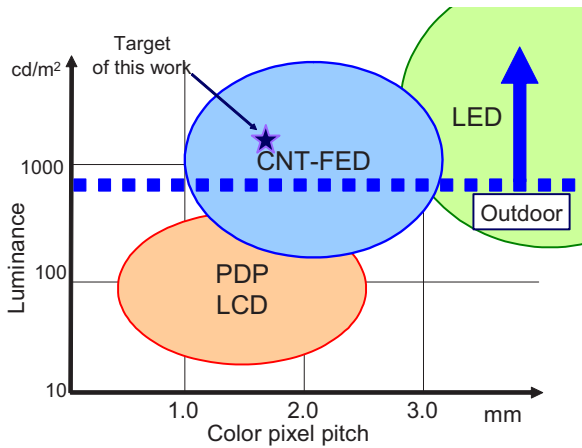 Target
of this work
cd/m²
LED
CNT-FED
1000
Outdoor
Luminance
PDP
LCD
100
10
1.0
2.0
3.0
mm
Color pixel pitch